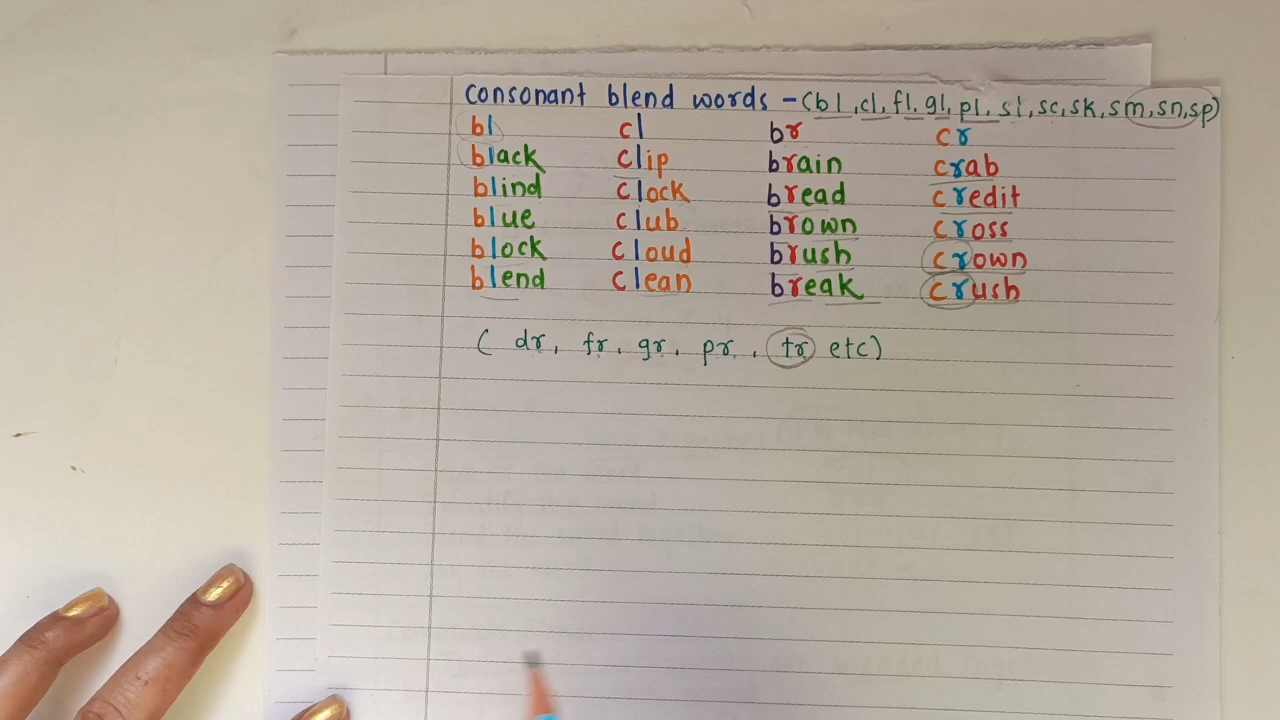 consonant blend words - (bl, cl, fl, gl, pl, sl, sc, sk, sm, sn, sp)
bl cl br cr
black clip brain crab
blind clock bread credit
blue club brown cross
block cloud brush crown
blend clean break crush
( dr, fr, gr, pr, tr etc)